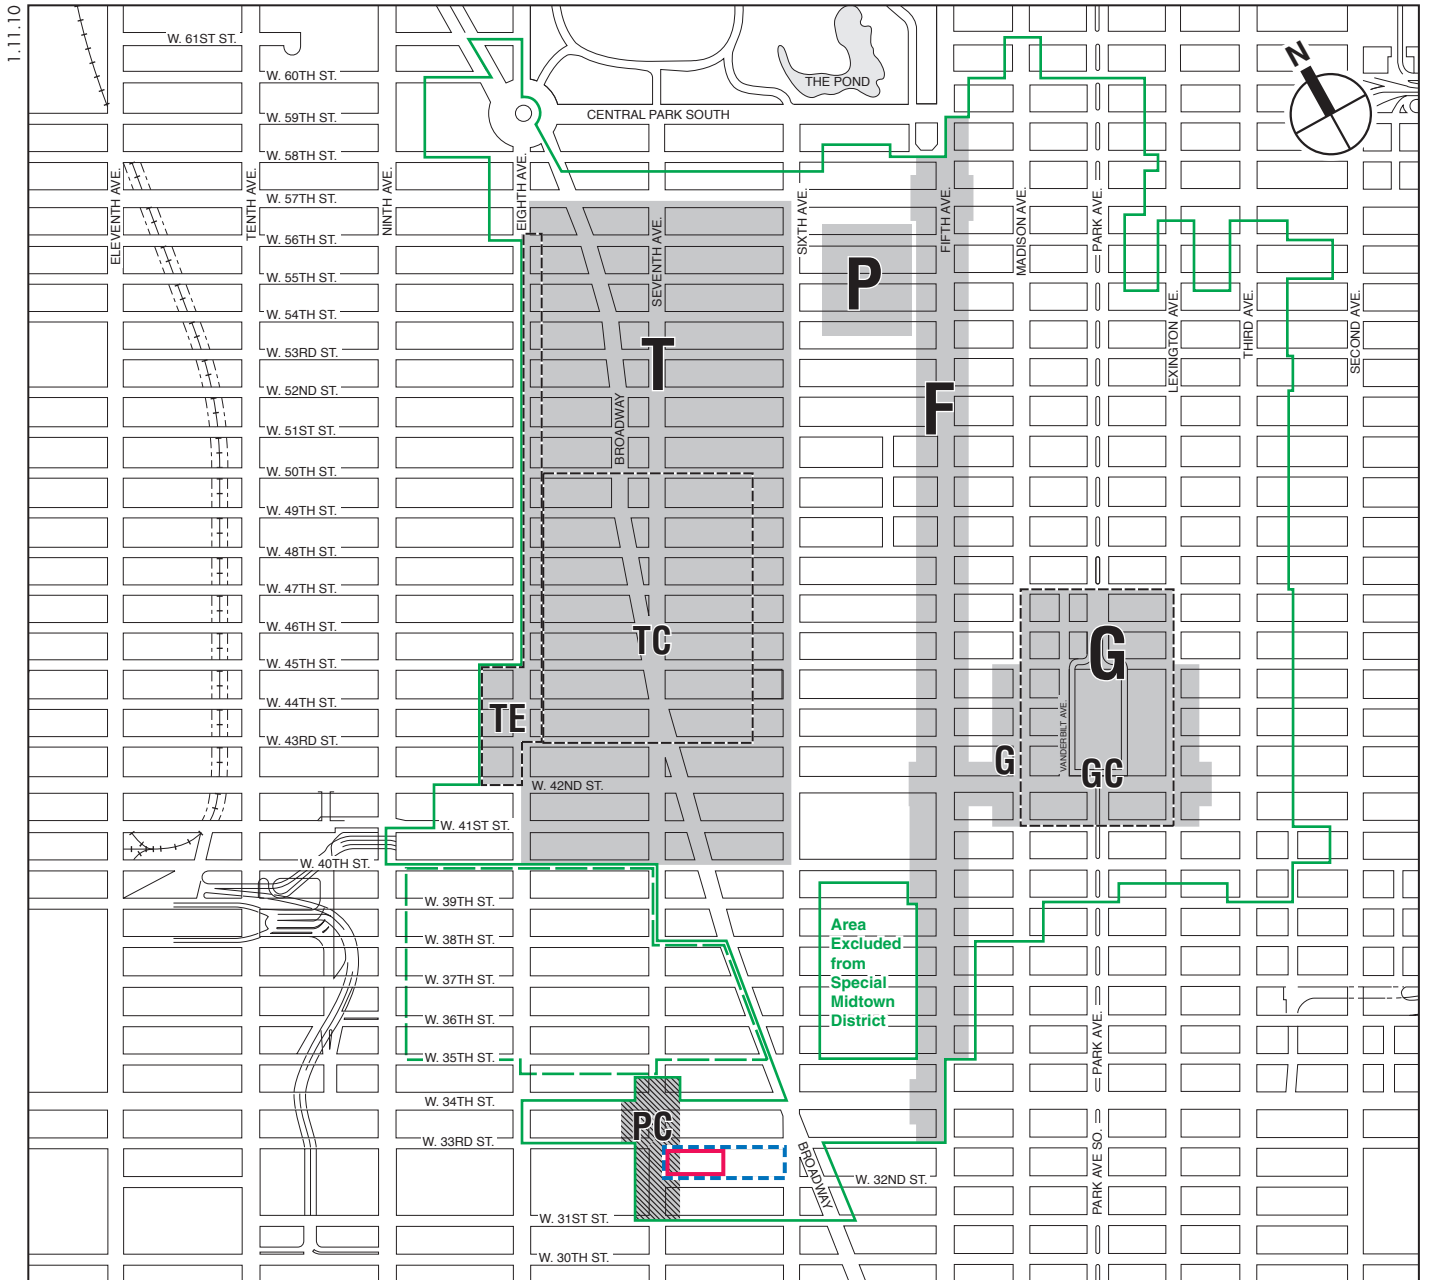 1.11.10
W. 61ST ST.
W. 60TH ST.
W. 59TH ST.
W. 58TH ST.
W. 57TH ST.
W. 56TH ST.
W. 55TH ST.
W. 54TH ST.
W. 53RD ST.
W. 52ND ST.
W. 51ST ST.
W. 50TH ST.
W. 49TH ST.
W. 48TH ST.
W. 47TH ST.
W. 46TH ST.
W. 45TH ST.
W. 44TH ST.
W. 43RD ST.
W. 42ND ST.
W. 41ST ST.
W. 40TH ST.
W. 39TH ST.
W. 38TH ST.
W. 37TH ST.
W. 36TH ST.
W. 35TH ST.
W. 34TH ST.
W. 33RD ST.
W. 32ND ST.
W. 31ST ST.
W. 30TH ST.
ELEVENTH AVE.
TENTH AVE.
NINTH AVE.
EIGHTH AVE.
SEVENTH AVE.
BROADWAY
SIXTH AVE.
FIFTH AVE.
MADISON AVE.
PARK AVE.
LEXINGTON AVE.
THIRD AVE.
SECOND AVE.
THE POND
CENTRAL PARK SOUTH
N
P
T
F
TC
TE
G
G
GC
VANDERBILT AVE.
Area
Excluded
from
Special
Midtown
District
PARK AVE.
PC
BROADWAY
PARK AVE SO.